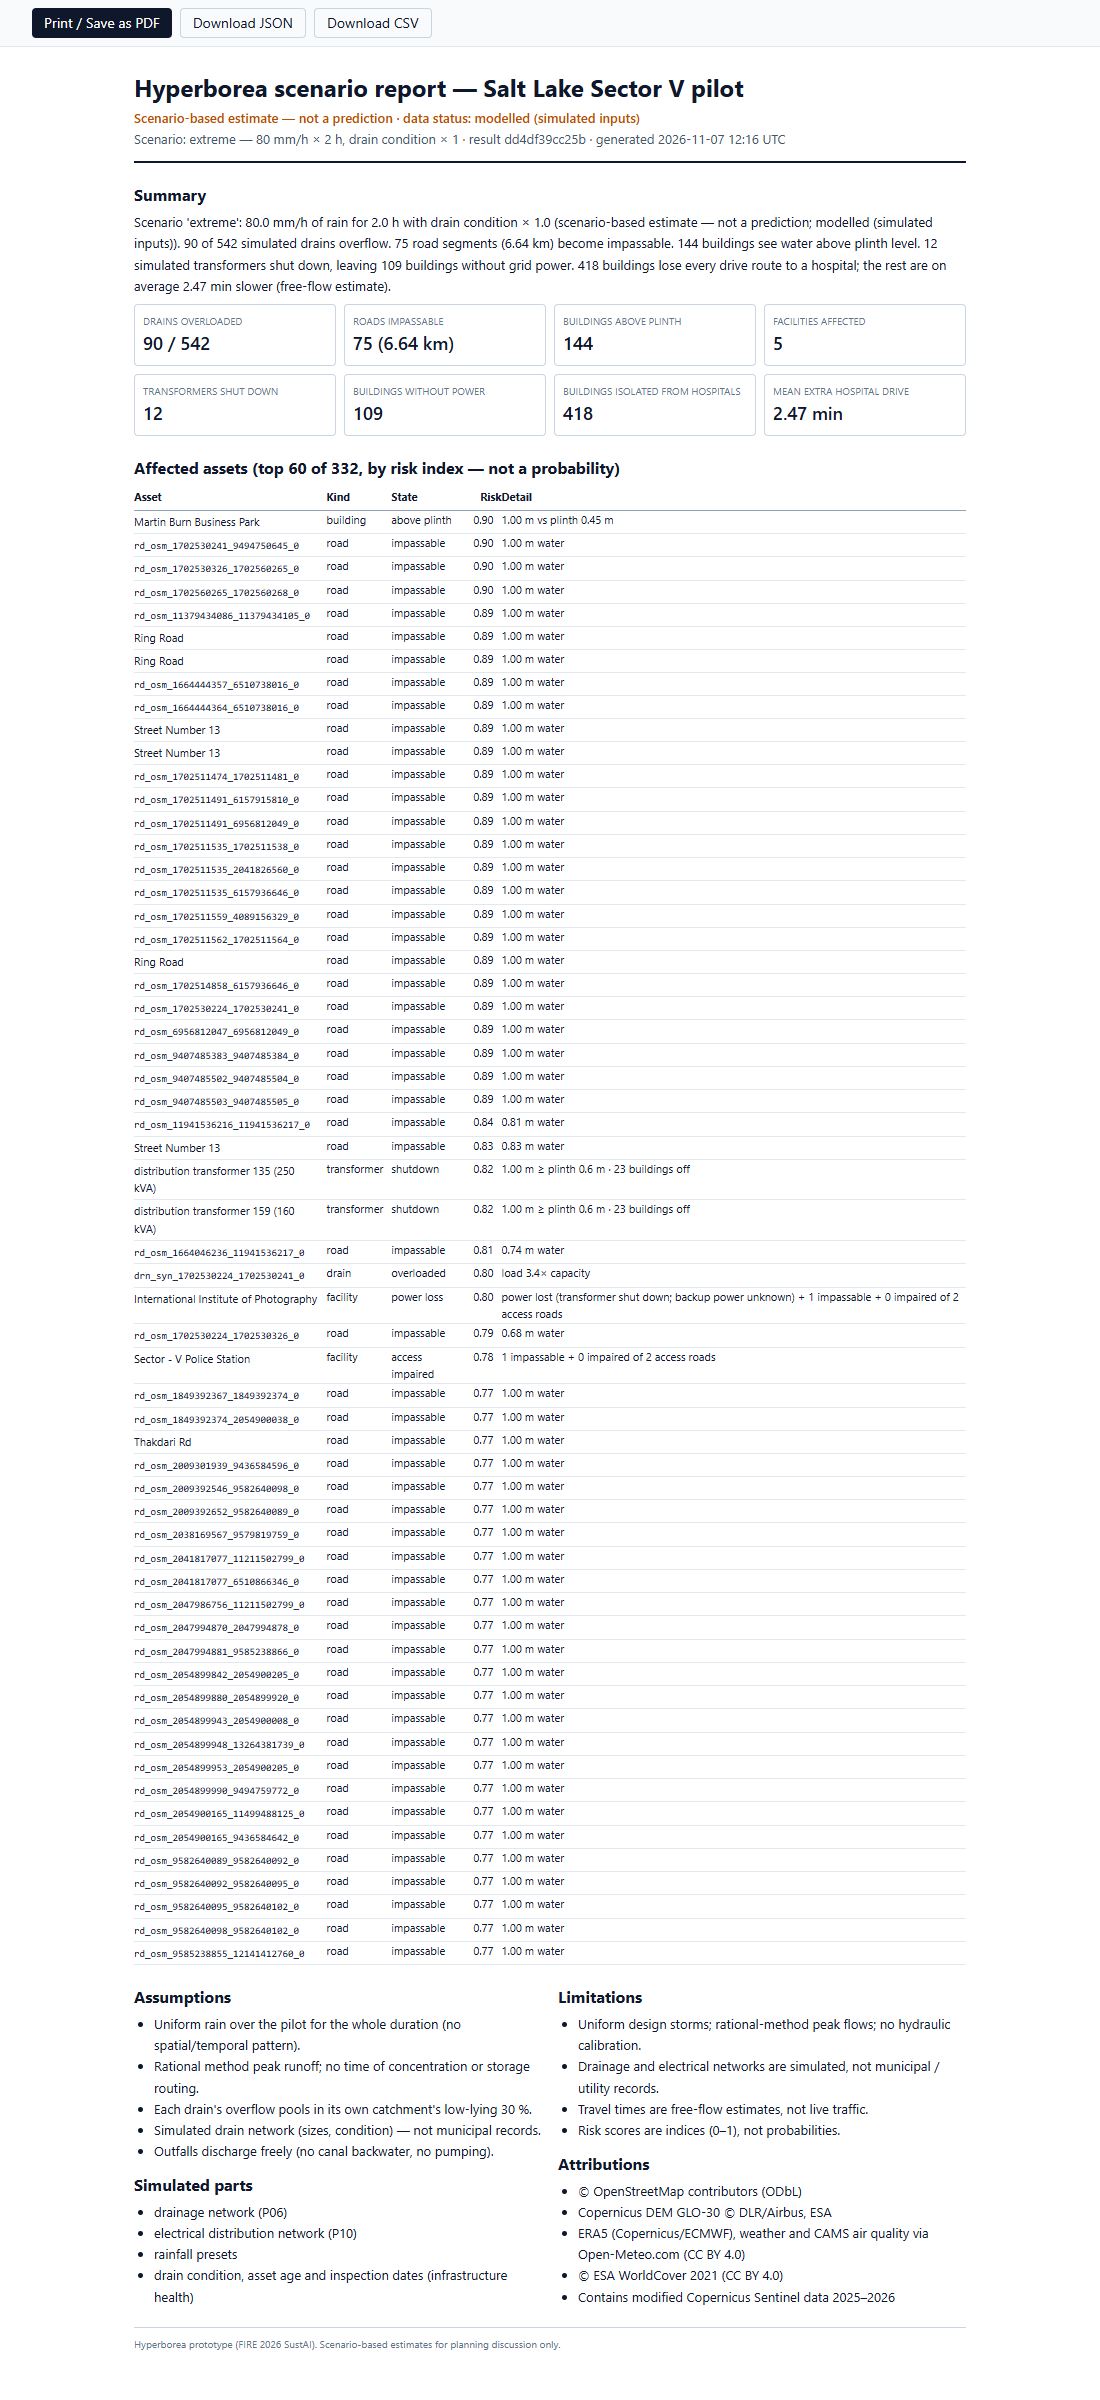 Print / Save as PDF
Download JSON
Download CSV
Hyperborea scenario report — Salt Lake Sector V pilot
Scenario-based estimate — not a prediction · data status: modelled (simulated inputs)
Scenario: extreme — 80 mm/h × 2 h, drain condition × 1 · result dd4df39cc25b · generated 2026-11-07 12:16 UTC
Summary
Scenario 'extreme': 80.0 mm/h of rain for 2.0 h with drain condition × 1.0 (scenario-based estimate — not a prediction; modelled (simulated
inputs)). 90 of 542 simulated drains overflow. 75 road segments (6.64 km) become impassable. 144 buildings see water above plinth level. 12
simulated transformers shut down, leaving 109 buildings without grid power. 418 buildings lose every drive route to a hospital; the rest are on
average 2.47 min slower (free-flow estimate).
DRAINS OVERLOADED
90 / 542
ROADS IMPASSABLE
75 (6.64 km)
BUILDINGS ABOVE PLINTH
144
FACILITIES AFFECTED
5
TRANSFORMERS SHUT DOWN
12
BUILDINGS WITHOUT POWER
109
BUILDINGS ISOLATED FROM HOSPITALS
418
MEAN EXTRA HOSPITAL DRIVE
2.47 min
Affected assets (top 60 of 332, by risk index — not a probability)
Asset Kind State Risk Detail
Martin Burn Business Park building above plinth 0.90 1.00 m vs plinth 0.45 m
rd_osm_1702530241_9494750645_0 road impassable 0.90 1.00 m water
rd_osm_1702530326_1702560265_0 road impassable 0.90 1.00 m water
rd_osm_1702560265_1702560268_0 road impassable 0.90 1.00 m water
rd_osm_11379434086_11379434105_0 road impassable 0.89 1.00 m water
Ring Road road impassable 0.89 1.00 m water
Ring Road road impassable 0.89 1.00 m water
rd_osm_1664444357_6510738016_0 road impassable 0.89 1.00 m water
rd_osm_1664444364_6510738016_0 road impassable 0.89 1.00 m water
Street Number 13 road impassable 0.89 1.00 m water
Street Number 13 road impassable 0.89 1.00 m water
rd_osm_1702511474_1702511481_0 road impassable 0.89 1.00 m water
rd_osm_1702511491_6157915810_0 road impassable 0.89 1.00 m water
rd_osm_1702511491_6956812049_0 road impassable 0.89 1.00 m water
rd_osm_1702511535_1702511538_0 road impassable 0.89 1.00 m water
rd_osm_1702511535_2041826560_0 road impassable 0.89 1.00 m water
rd_osm_1702511535_6157936646_0 road impassable 0.89 1.00 m water
rd_osm_1702511559_4089156329_0 road impassable 0.89 1.00 m water
rd_osm_1702511562_1702511564_0 road impassable 0.89 1.00 m water
Ring Road road impassable 0.89 1.00 m water
rd_osm_1702514858_6157936646_0 road impassable 0.89 1.00 m water
rd_osm_1702530224_1702530241_0 road impassable 0.89 1.00 m water
rd_osm_6956812047_6956812049_0 road impassable 0.89 1.00 m water
rd_osm_9407485383_9407485384_0 road impassable 0.89 1.00 m water
rd_osm_9407485502_9407485504_0 road impassable 0.89 1.00 m water
rd_osm_9407485503_9407485505_0 road impassable 0.89 1.00 m water
rd_osm_11941536216_11941536217_0 road impassable 0.84 0.81 m water
Street Number 13 road impassable 0.83 0.83 m water
distribution transformer 135 (250 transformer shutdown 0.82 1.00 m ≥ plinth 0.6 m · 23 buildings off
kVA)
distribution transformer 159 (160 transformer shutdown 0.82 1.00 m ≥ plinth 0.6 m · 23 buildings off
kVA)
rd_osm_1664046236_11941536217_0 road impassable 0.81 0.74 m water
drn_syn_1702530224_1702530241_0 drain overloaded 0.80 load 3.4× capacity
International Institute of Photography facility power loss 0.80 power lost (transformer shut down; backup power unknown) + 1 impassable + 0 impaired of 2
access roads
rd_osm_1702530224_1702530326_0 road impassable 0.79 0.68 m water
Sector - V Police Station facility access 0.78 1 impassable + 0 impaired of 2 access roads
impaired
rd_osm_1849392367_1849392374_0 road impassable 0.77 1.00 m water
rd_osm_1849392374_2054900038_0 road impassable 0.77 1.00 m water
Thakdari Rd road impassable 0.77 1.00 m water
rd_osm_2009301939_9436584596_0 road impassable 0.77 1.00 m water
rd_osm_2009392546_9582640098_0 road impassable 0.77 1.00 m water
rd_osm_2009392652_9582640089_0 road impassable 0.77 1.00 m water
rd_osm_2038169567_9579819759_0 road impassable 0.77 1.00 m water
rd_osm_2041817077_11211502799_0 road impassable 0.77 1.00 m water
rd_osm_2041817077_6510866346_0 road impassable 0.77 1.00 m water
rd_osm_2047986756_11211502799_0 road impassable 0.77 1.00 m water
rd_osm_2047994870_2047994878_0 road impassable 0.77 1.00 m water
rd_osm_2047994881_9585238866_0 road impassable 0.77 1.00 m water
rd_osm_2054899842_2054900205_0 road impassable 0.77 1.00 m water
rd_osm_2054899880_2054899920_0 road impassable 0.77 1.00 m water
rd_osm_2054899943_2054900008_0 road impassable 0.77 1.00 m water
rd_osm_2054899948_13264381739_0 road impassable 0.77 1.00 m water
rd_osm_2054899953_2054900205_0 road impassable 0.77 1.00 m water
rd_osm_2054899990_9494759772_0 road impassable 0.77 1.00 m water
rd_osm_2054900165_11499488125_0 road impassable 0.77 1.00 m water
rd_osm_2054900165_9436584642_0 road impassable 0.77 1.00 m water
rd_osm_9582640089_9582640092_0 road impassable 0.77 1.00 m water
rd_osm_9582640092_9582640095_0 road impassable 0.77 1.00 m water
rd_osm_9582640095_9582640102_0 road impassable 0.77 1.00 m water
rd_osm_9582640098_9582640102_0 road impassable 0.77 1.00 m water
rd_osm_9585238855_12141412760_0 road impassable 0.77 1.00 m water
Assumptions
• Uniform rain over the pilot for the whole duration (no
spatial/temporal pattern).
• Rational method peak runoff; no time of concentration or storage
routing.
• Each drain's overflow pools in its own catchment's low-lying 30 %.
• Simulated drain network (sizes, condition) — not municipal records.
• Outfalls discharge freely (no canal backwater, no pumping).
Simulated parts
• drainage network (P06)
• electrical distribution network (P10)
• rainfall presets
• drain condition, asset age and inspection dates (infrastructure
health)
Limitations
• Uniform design storms; rational-method peak flows; no hydraulic
calibration.
• Drainage and electrical networks are simulated, not municipal /
utility records.
• Travel times are free-flow estimates, not live traffic.
• Risk scores are indices (0–1), not probabilities.
Attributions
• © OpenStreetMap contributors (ODbL)
• Copernicus DEM GLO-30 © DLR/Airbus, ESA
• ERA5 (Copernicus/ECMWF), weather and CAMS air quality via
Open-Meteo.com (CC BY 4.0)
• © ESA WorldCover 2021 (CC BY 4.0)
• Contains modified Copernicus Sentinel data 2025–2026
Hyperborea prototype (FIRE 2026 SustAI). Scenario-based estimates for planning discussion only.